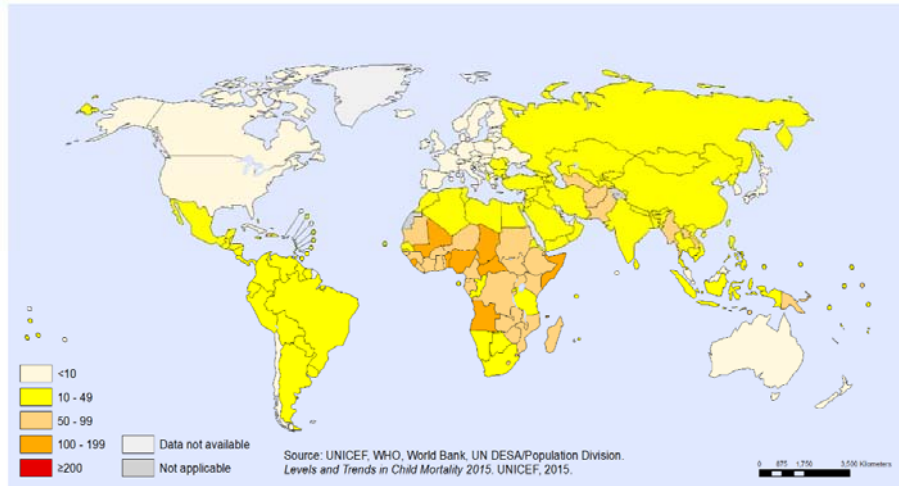 <10
10 - 49
50 - 99
100 - 199
≥200
Data not available
Not applicable
Source: UNICEF, WHO, World Bank, UN DESA/Population Division.
Levels and Trends in Child Mortality 2015. UNICEF, 2015.
0 875 1,750 3,500 Kilometers